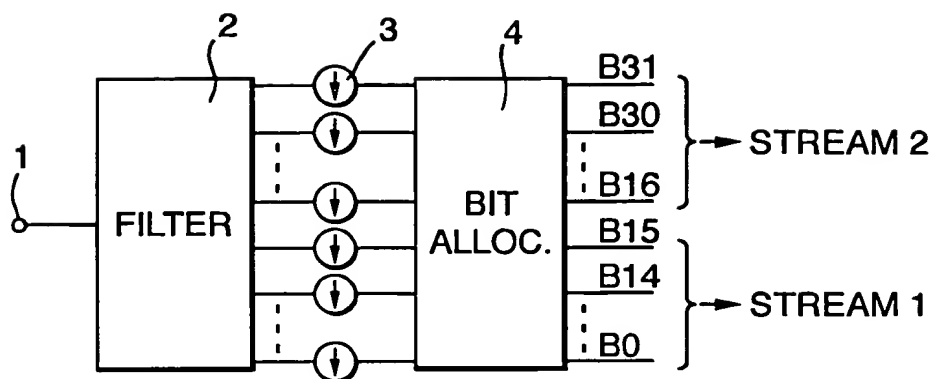 1
2
3
4
FILTER
BIT
ALLOC.
B31
B30
B16
B15
B14
B0
STREAM 2
STREAM 1